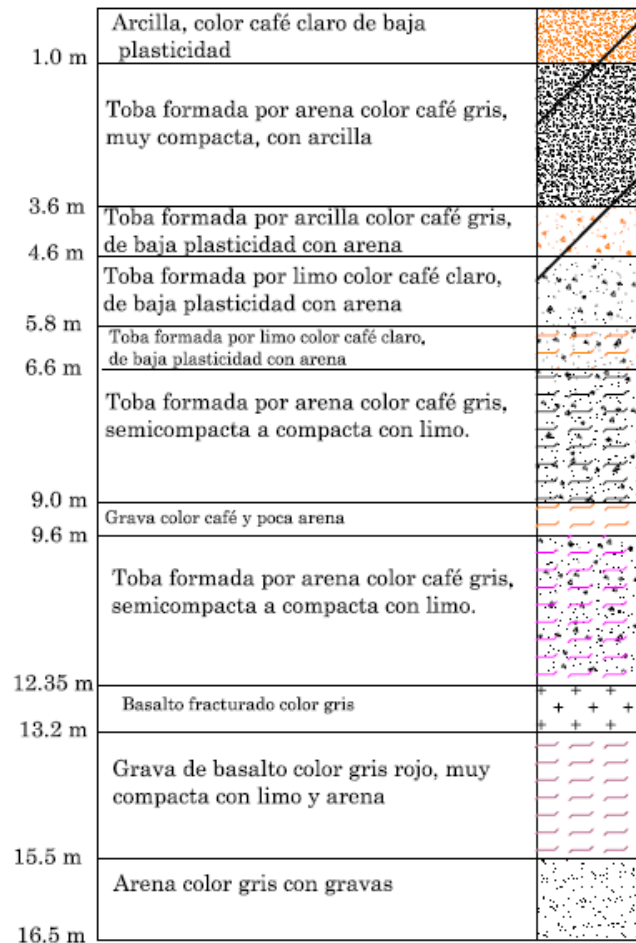 Arcilla, color café claro de baja
plasticidad
1.0 m
Toba formada por arena color café gris,
muy compacta, con arcilla
3.6 m
Toba formada por arcilla color café gris,
de baja plasticidad con arena
4.6 m
Toba formada por limo color café claro,
de baja plasticidad con arena
5.8 m
Toba formada por limo color café claro,
de baja plasticidad con arena
6.6 m
Toba formada por arena color café gris,
semicompacta a compacta con limo.
9.0 m
Grava color café y poca arena
9.6 m
Toba formada por arena color café gris,
semicompacta a compacta con limo.
12.35 m
Basalto fracturado color gris
13.2 m
Grava de basalto color gris rojo, muy
compacta con limo y arena
15.5 m
Arena color gris con gravas
16.5 m